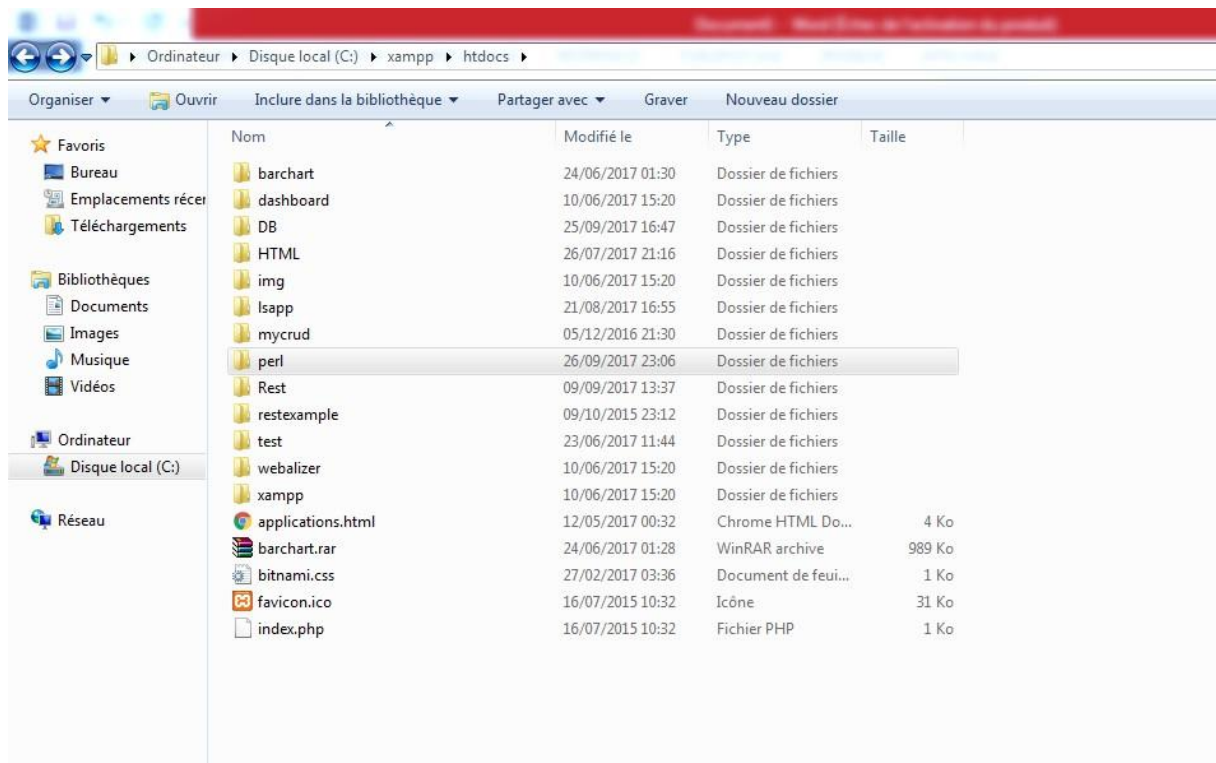 Ordinateur Disque local (C:) xampp htdocs
Organiser Ouvrir Inclure dans la bibliothèque Partager avec Graver Nouveau dossier
Favoris
Bureau
Emplacements récer
Téléchargements
Bibliothèques
Documents
Images
Musique
Vidéos
Ordinateur
Disque local (C:)
Réseau
Nom Modifié le Type Taille
barchart 24/06/2017 01:30 Dossier de fichiers
dashboard 10/06/2017 15:20 Dossier de fichiers
DB 25/09/2017 16:47 Dossier de fichiers
HTML 26/07/2017 21:16 Dossier de fichiers
img 10/06/2017 15:20 Dossier de fichiers
lsapp 21/08/2017 16:55 Dossier de fichiers
mycrud 05/12/2016 21:30 Dossier de fichiers
perl 26/09/2017 23:06 Dossier de fichiers
Rest 09/09/2017 13:37 Dossier de fichiers
restexample 09/10/2015 23:12 Dossier de fichiers
test 23/06/2017 11:44 Dossier de fichiers
webalizer 10/06/2017 15:20 Dossier de fichiers
xampp 10/06/2017 15:20 Dossier de fichiers
applications.html 12/05/2017 00:32 Chrome HTML Do... 4 Ko
barchart.rar 24/06/2017 01:28 WinRAR archive 989 Ko
bitnami.css 27/02/2017 03:36 Document de feui... 1 Ko
favicon.ico 16/07/2015 10:32 Icône 31 Ko
index.php 16/07/2015 10:32 Fichier PHP 1 Ko